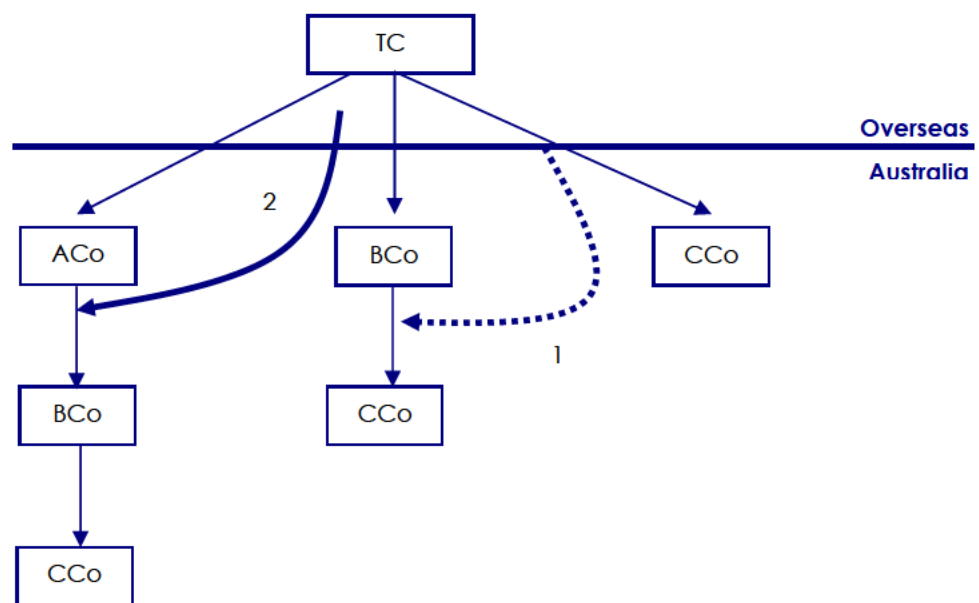 TC
Overseas
Australia
2
ACo
BCo
CCo
1
BCo
CCo
CCo